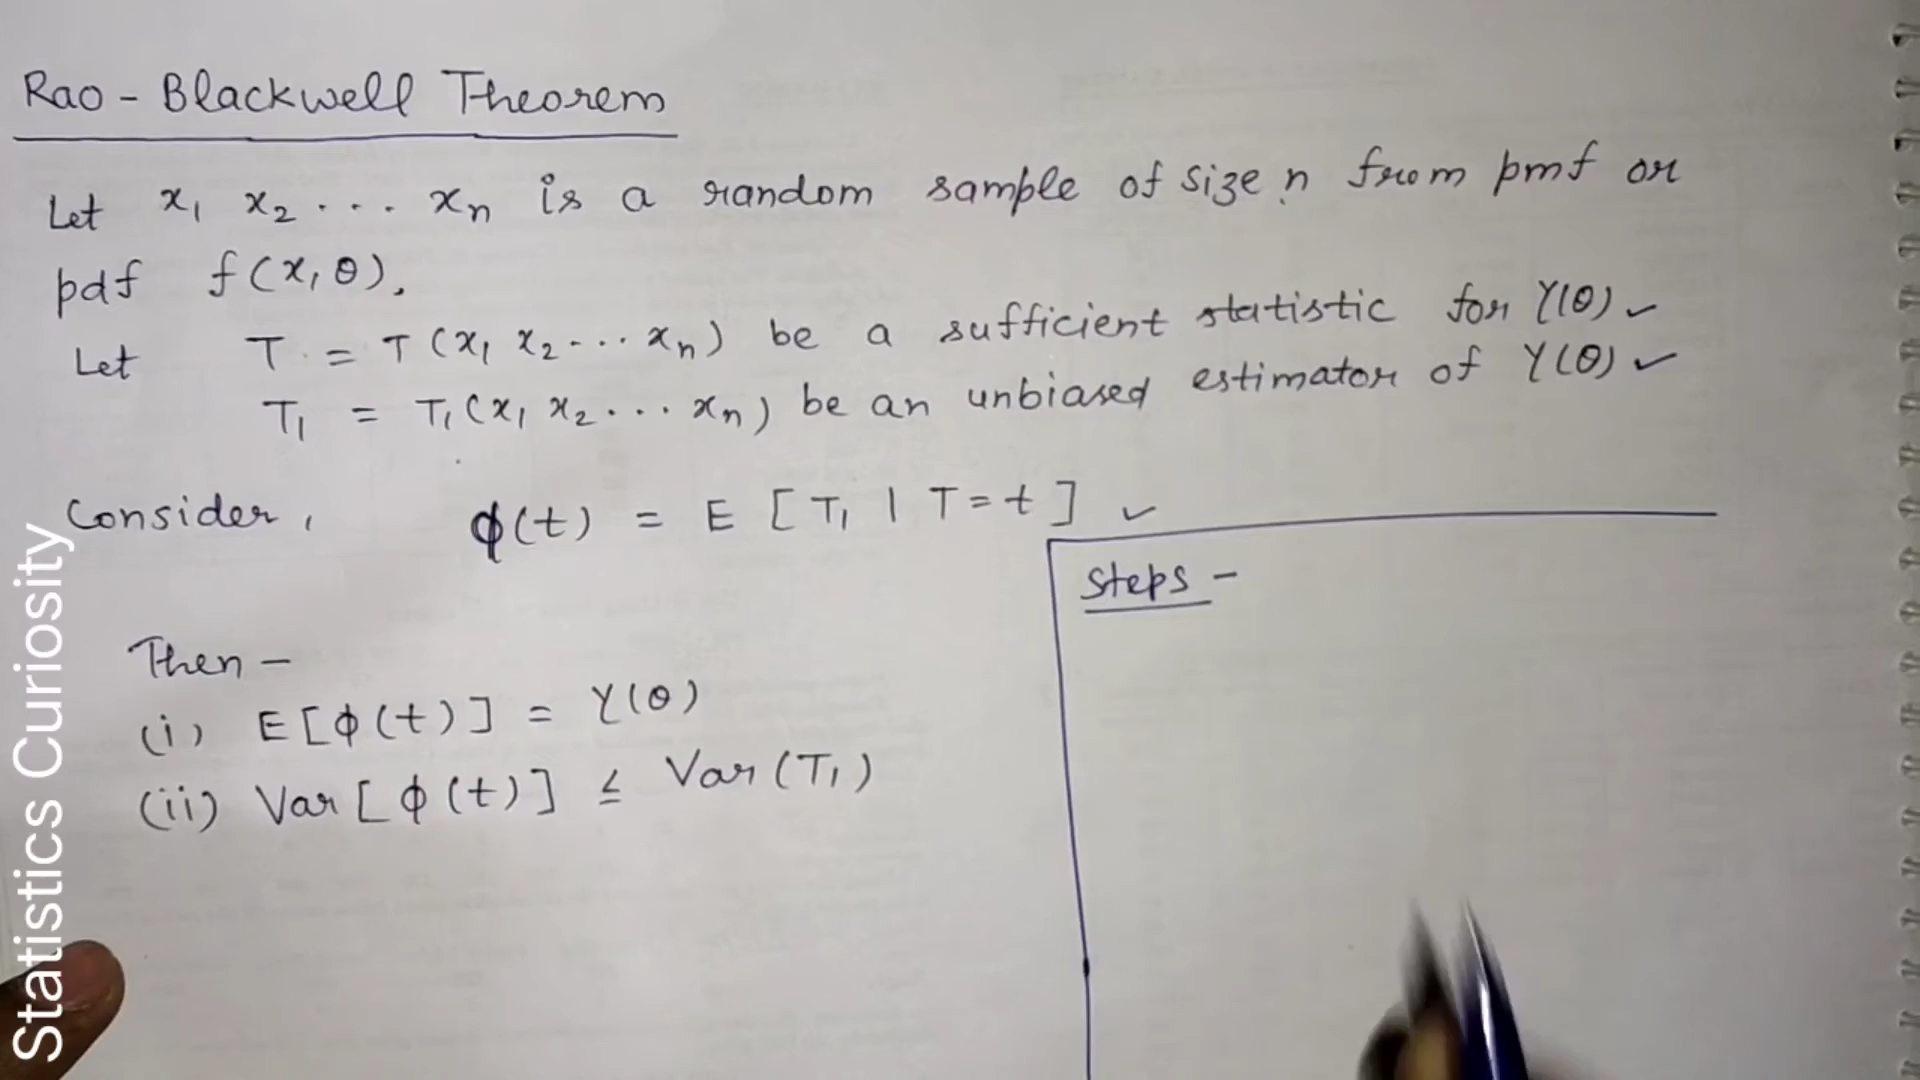 Rao - Blackwell Theorem
Let x₁ x₂ ... xₙ is a random sample of size n from pmf or
pdf f(x, θ).
Let T = T(x₁ x₂ ... xₙ) be a sufficient statistic for γ(θ) ✓
T₁ = T₁(x₁ x₂ ... xₙ) be an unbiased estimator of γ(θ) ✓
Consider, ϕ(t) = E [T₁ | T = t] ✓
Steps -
Then -
(i) E[ϕ(t)] = γ(θ)
(ii) Var[ϕ(t)] ≤ Var(T₁)
Statistics Curiosity